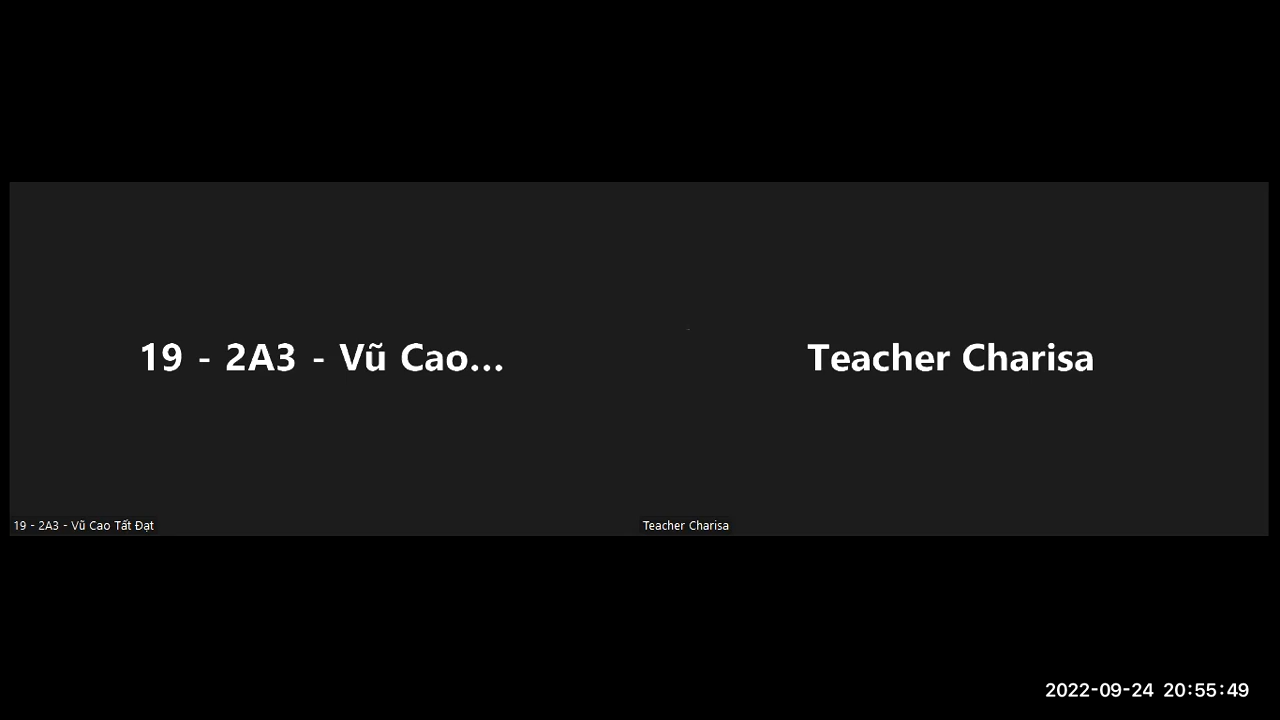 19 - 2A3 - Vũ Cao...
Teacher Charisa
19 - 2A3 - Vũ Cao Tất Đạt
Teacher Charisa
2022-09-24 20:55:49